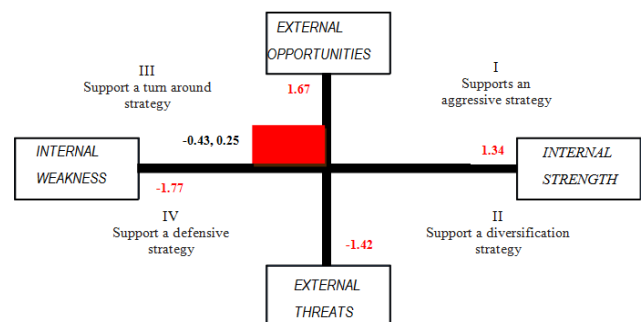 EXTERNAL
OPPORTUNITIES
III
Support a turn around
strategy
1.67
I
Supports an
aggressive strategy
-0.43, 0.25
INTERNAL
WEAKNESS
1.34
INTERNAL
STRENGTH
-1.77
IV
Support a defensive
strategy
-1.42
II
Support a diversification
strategy
EXTERNAL
THREATS